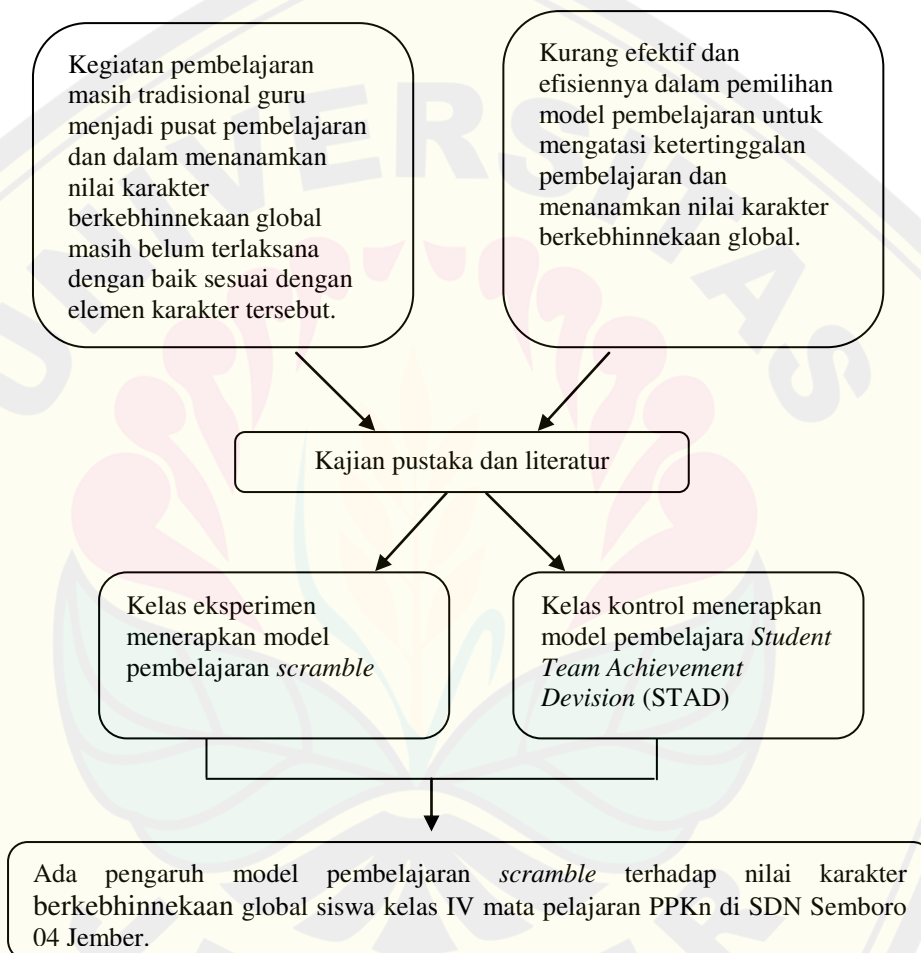 Kegiatan pembelajaran
masih tradisional guru
menjadi pusat pembelajaran
dan dalam menanamkan
nilai karakter
berkebhinnekaan global
masih belum terlaksana
dengan baik sesuai dengan
elemen karakter tersebut.
Kurang efektif dan
efisiennya dalam pemilihan
model pembelajaran untuk
mengatasi ketertinggalan
pembelajaran dan
menanamkan nilai karakter
berkebhinnekaan global.
Kajian pustaka dan literatur
Kelas eksperimen
menerapkan model
pembelajaran scramble
Kelas kontrol menerapkan
model pembelajara Student
Team Achievement
Devision (STAD)
Ada pengaruh model pembelajaran scramble terhadap nilai karakter
berkebhinnekaan global siswa kelas IV mata pelajaran PPKn di SDN Semboro
04 Jember.
UNIVERSITAS